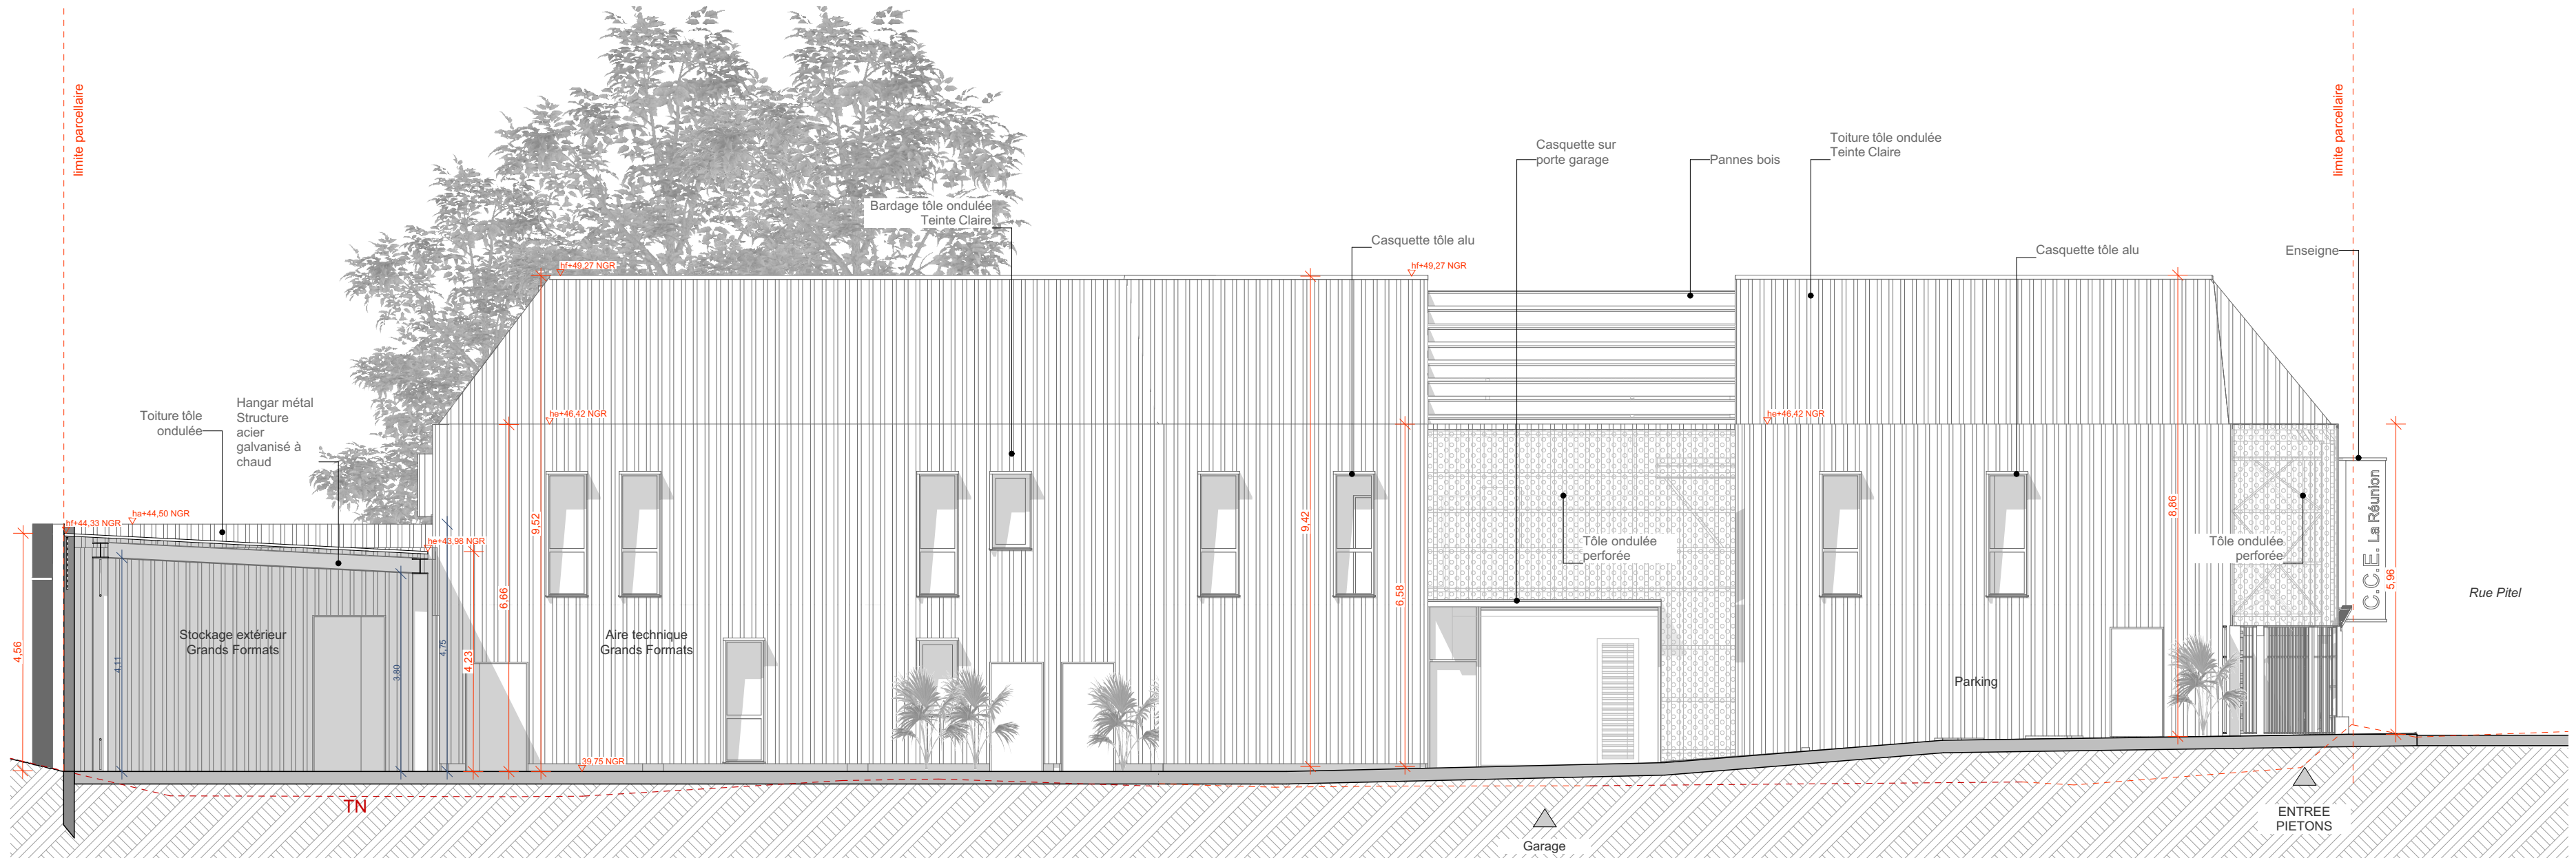 limite parcellaire
limite parcellaire
Casquette sur
porte garage
Pannes bois
Toiture tôle ondulée
Teinte Claire
Bardage tôle ondulée
Teinte Claire
Casquette tôle alu
Casquette tôle alu
Enseigne
hf+49,27 NGR
hf+49,27 NGR
Toiture tôle
ondulée
Hangar métal
Structure
acier
galvanisé à
chaud
he+46,42 NGR
he+46,42 NGR
hf+44,33 NGR
ha+44,50 NGR
he+43,98 NGR
9,52
9,42
8,86
6,66
6,58
5,96
4,56
4,11
3,80
4,75
4,23
Tôle ondulée
perforée
Tôle ondulée
perforée
C.C.E. La Réunion
Rue Pitel
Stockage extérieur
Grands Formats
Aire technique
Grands Formats
Parking
39,75 NGR
TN
Garage
ENTREE
PIETONS